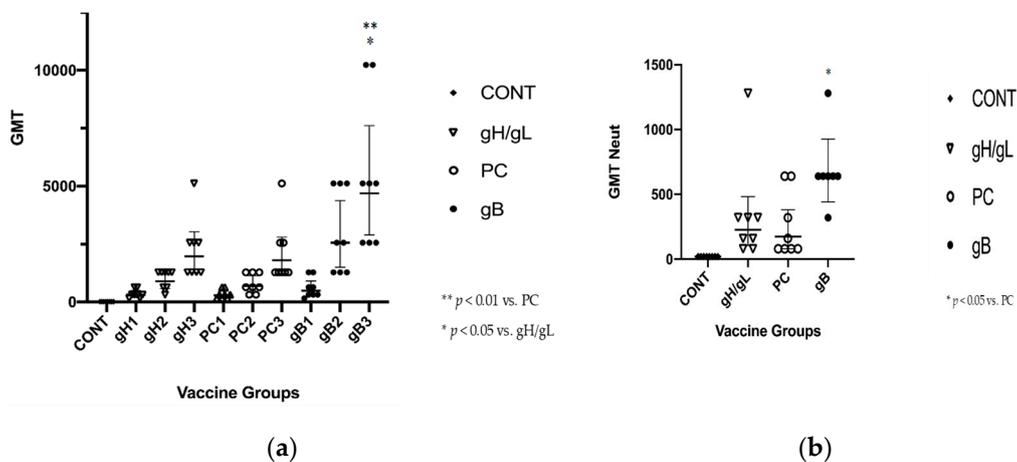 **
*
10000
5000
0
GMT
CONT
gH1
gH2
gH3
PC1
PC2
PC3
gB1
gB2
gB3
Vaccine Groups
CONT
gH/gL
PC
gB
** p < 0.01 vs. PC
* p < 0.05 vs. gH/gL
(a)
*
1500
1000
500
0
GMT Neut
CONT
gH/gL
PC
gB
Vaccine Groups
CONT
gH/gL
PC
gB
* p < 0.05 vs. PC
(b)